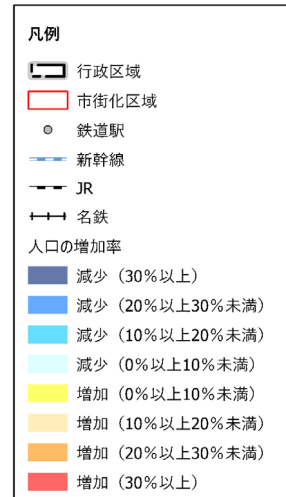 凡例
行政区域
市街化区域
鉄道駅
新幹線
JR
名鉄
人口の増加率
減少（30％以上）
減少（20％以上30％未満）
減少（10％以上20％未満）
減少（0％以上10％未満）
増加（0％以上10％未満）
増加（10％以上20％未満）
増加（20％以上30％未満）
増加（30％以上）